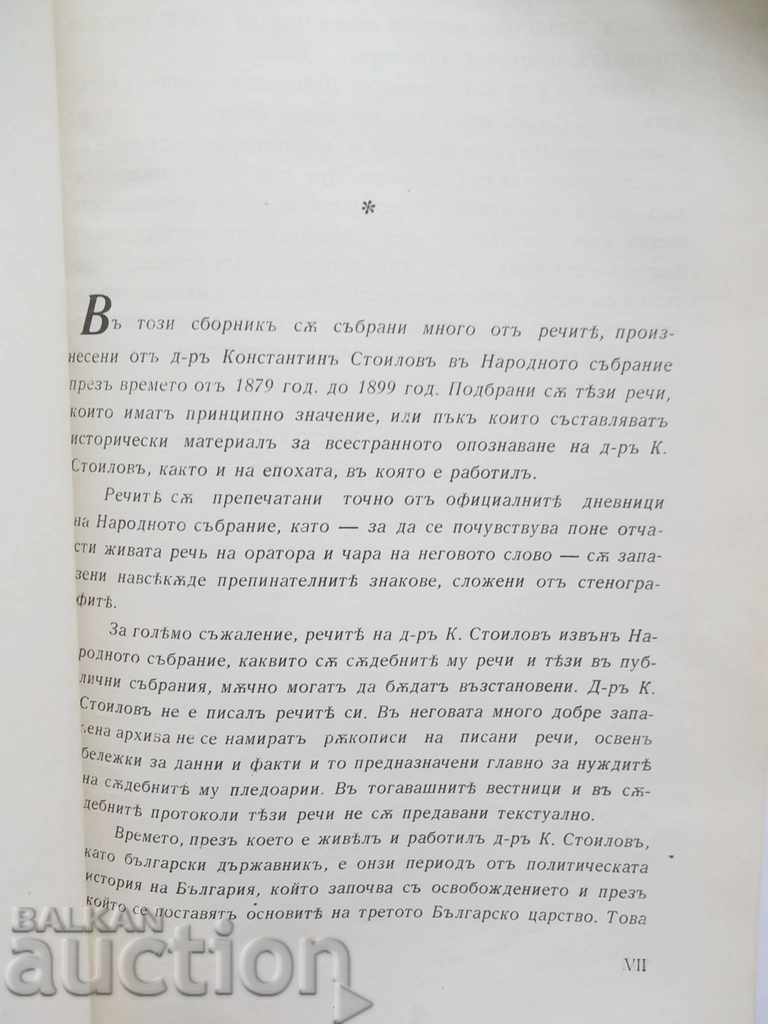 *
Въ този сборникъ сѫ събрани много отъ речитѣ, произ-
несени отъ д-ръ Константинъ Стоиловъ въ Народното събрание
презъ времето отъ 1879 год. до 1899 год. Подбрани сѫ тѣзи речи,
които иматъ принципно значение, или пъкъ които съставляватъ
исторически материалъ за всестранното опознаване на д-ръ К.
Стоиловъ, както и на епохата, въ която е работилъ.
Речитѣ сѫ препечатани точно отъ официалнитѣ дневници
на Народното събрание, като — за да се почувствува поне отча-
сти живата речь на оратора и чара на неговото слово — сѫ запа-
зени навсѣкѫде препинателнитѣ знакове, сложени отъ стеногра-
фитѣ.
За голѣмо съжаление, речитѣ на д-ръ К. Стоиловъ извънъ На-
родното събрание, каквито сѫ сѫдебнитѣ му речи и тѣзи въ пуб-
лични събрания, мѫчно могатъ да бѫдатъ възстановени. Д-ръ К.
Стоиловъ не е писалъ речитѣ си. Въ неговата много добре запа-
зена архива не се намиратъ рѫкописи на писани речи, освенъ
бележки за данни и факти и то предназначени главно за нуждитѣ
на сѫдебнитѣ му пледоарии. Въ тогавашнитѣ вестници и въ сѫ-
дебнитѣ протоколи тѣзи речи не сѫ предавани текстуално.
Времето, презъ което е живѣлъ и работилъ д-ръ К. Стоиловъ,
като български държавникъ, е онзи периодъ отъ политическата
история на България, който започва съ освобождението и презъ
който се поставятъ основитѣ на третото Българско царство. Това
VII
BALKAN
auction